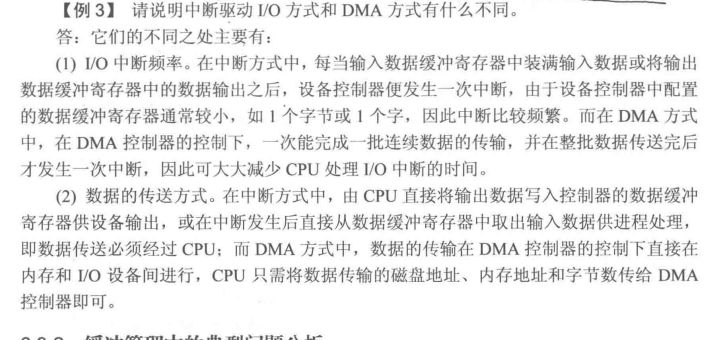 【例 3】 请说明中断驱动 I/O 方式和 DMA 方式有什么不同。
答：它们的不同之处主要有：
(1) I/O 中断频率。在中断方式中，每当输入数据缓冲寄存器中装满输入数据或将输出
数据缓冲寄存器中的数据输出之后，设备控制器便发生一次中断，由于设备控制器中配置
的数据缓冲寄存器通常较小，如 1 个字节或 1 个字，因此中断比较频繁。而在 DMA 方式
中，在 DMA 控制器的控制下，一次能完成一批连续数据的传输，并在整批数据传送完后
才发生一次中断，因此可大大减少 CPU 处理 I/O 中断的时间。
(2) 数据的传送方式。在中断方式中，由 CPU 直接将输出数据写入控制器的数据缓冲
寄存器供设备输出，或在中断发生后直接从数据缓冲寄存器中取出输入数据供进程处理，
即数据传送必须经过 CPU；而 DMA 方式中，数据的传输在 DMA 控制器的控制下直接在
内存和 I/O 设备间进行，CPU 只需将数据传输的磁盘地址、内存地址和字节数传给 DMA
控制器即可。